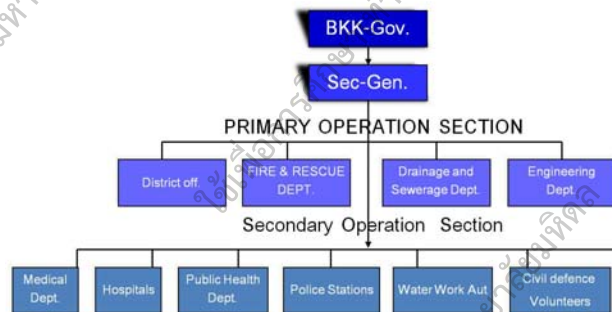 BKK-Gov.
Sec-Gen.
PRIMARY OPERATION SECTION
District off.
FIRE & RESCUE
DEPT.
Drainage and
Sewerage Dept.
Engineering
Dept.
Secondary Operation Section
Medical
Dept.
Hospitals
Public Health
Dept.
Police Stations
Water Work Aut
Civil defence
Volunteers